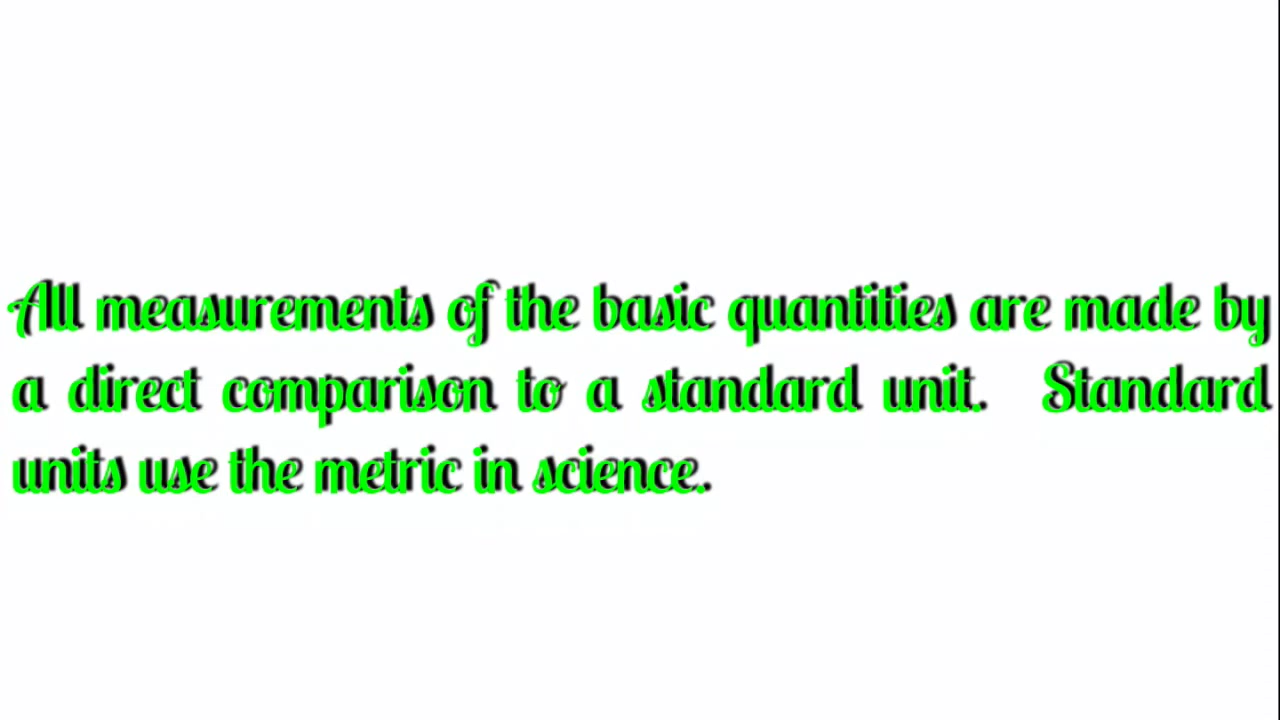 All measurements of the basic quantities are made by
a direct comparison to a standard unit. Standard
units use the metric in science.